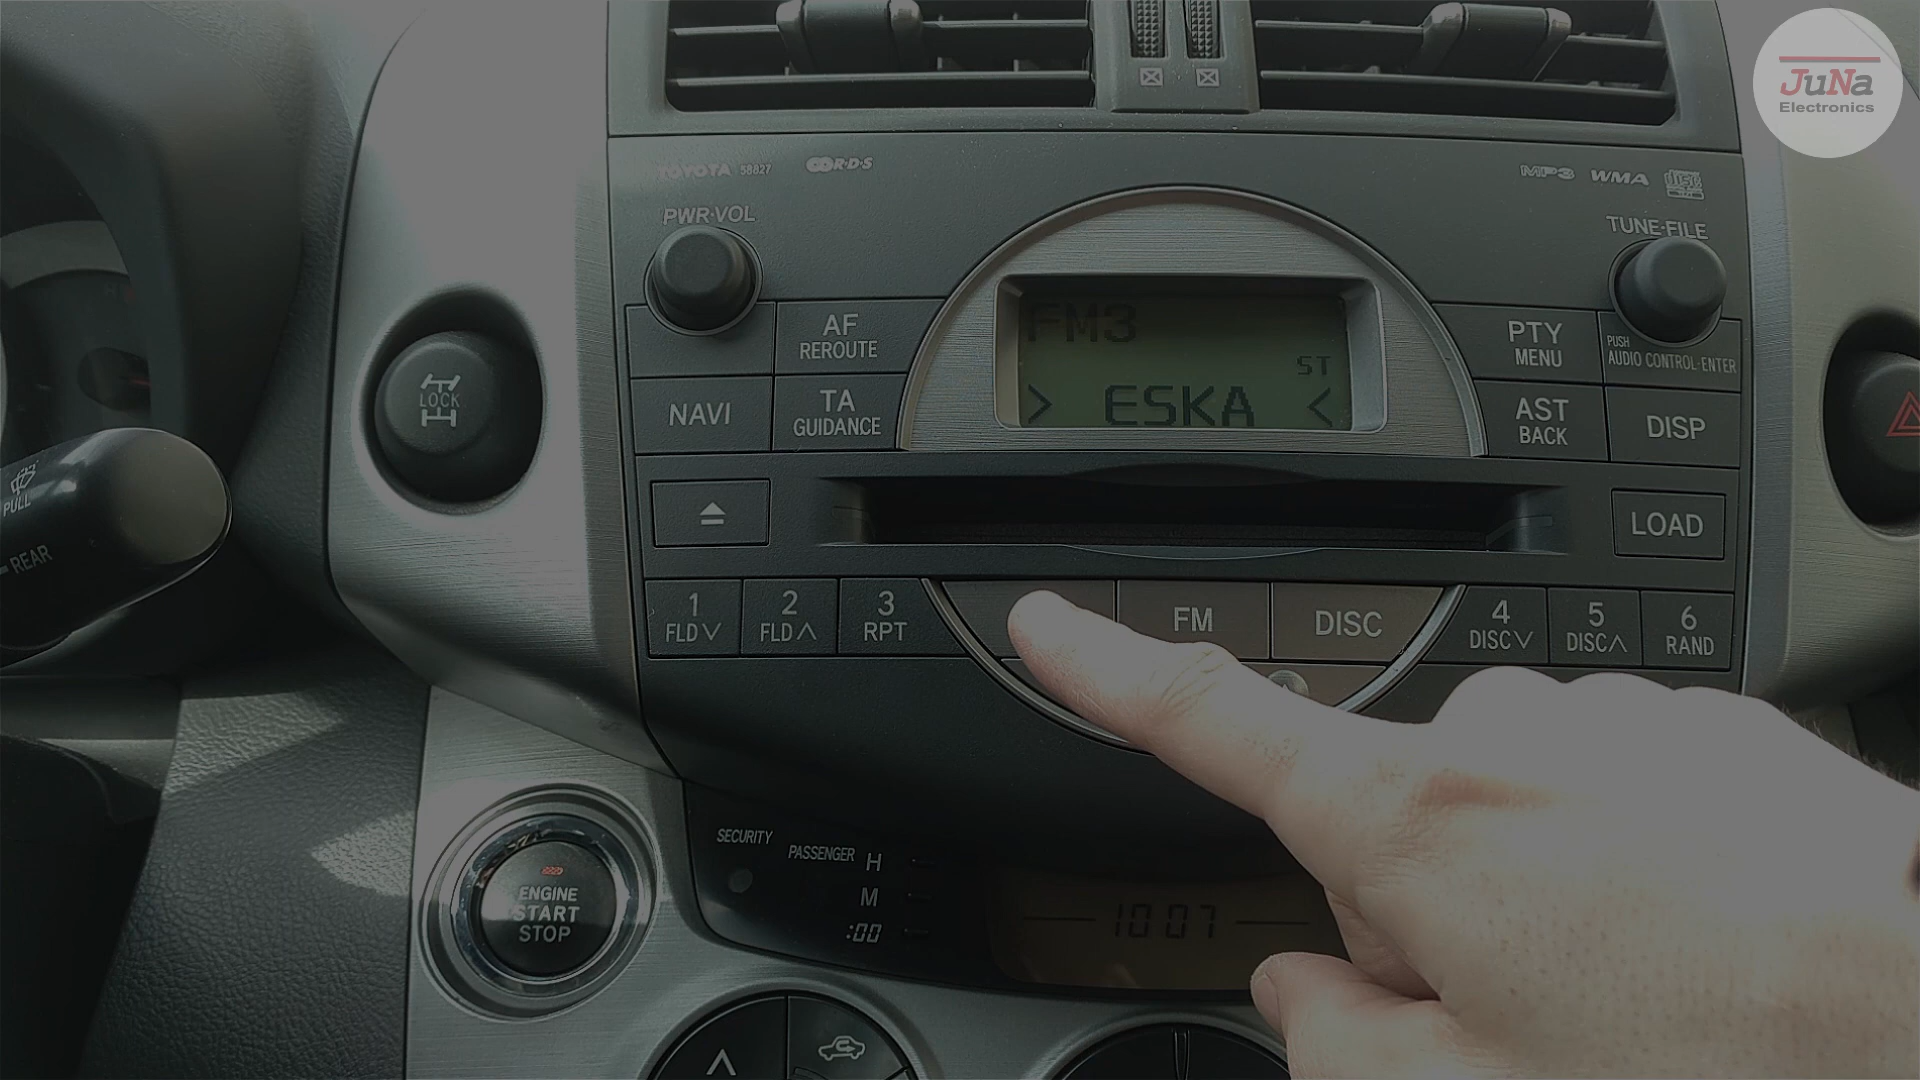 JuNa
Electronics
TOYOTA 58827
R·D·S
MP3 WMA
disc
PWR·VOL
TUNE·FILE
AF
REROUTE
FM3
ST
> ESKA <
PTY
MENU
PUSH
AUDIO CONTROL·ENTER
LOCK
NAVI
TA
GUIDANCE
AST
BACK
DISP
PULL
REAR
LOAD
1
FLD ∨
2
FLD ∧
3
RPT
FM
DISC
4
DISC ∨
5
DISC ∧
6
RAND
SECURITY
PASSENGER
H
M
:00
10 07
ENGINE
START
STOP